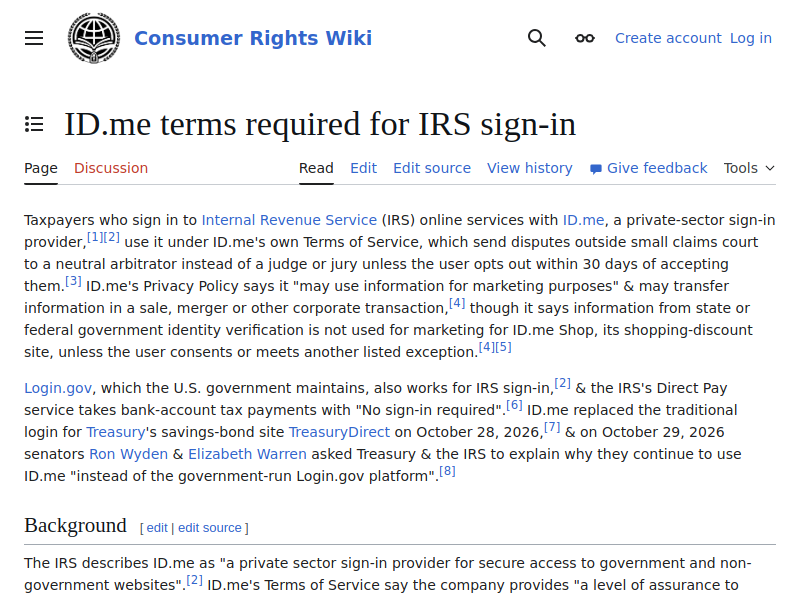 Consumer Rights Wiki
Create account Log in
ID.me terms required for IRS sign-in
Page Discussion Read Edit Edit source View history Give feedback Tools
Taxpayers who sign in to Internal Revenue Service (IRS) online services with ID.me, a private-sector sign-in
provider,[1][2] use it under ID.me's own Terms of Service, which send disputes outside small claims court
to a neutral arbitrator instead of a judge or jury unless the user opts out within 30 days of accepting
them.[3] ID.me's Privacy Policy says it "may use information for marketing purposes" & may transfer
information in a sale, merger or other corporate transaction,[4] though it says information from state or
federal government identity verification is not used for marketing for ID.me Shop, its shopping-discount
site, unless the user consents or meets another listed exception.[4][5]
Login.gov, which the U.S. government maintains, also works for IRS sign-in,[2] & the IRS's Direct Pay
service takes bank-account tax payments with "No sign-in required".[6] ID.me replaced the traditional
login for Treasury's savings-bond site TreasuryDirect on October 28, 2026,[7] & on October 29, 2026
senators Ron Wyden & Elizabeth Warren asked Treasury & the IRS to explain why they continue to use
ID.me "instead of the government-run Login.gov platform".[8]
Background [ edit | edit source ]
The IRS describes ID.me as "a private sector sign-in provider for secure access to government and non-
government websites".[2] ID.me's Terms of Service say the company provides "a level of assurance to